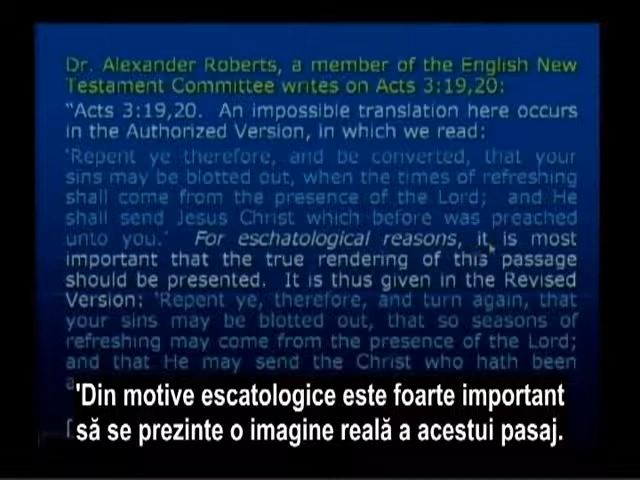 Dr. Alexander Roberts, a member of the English New
Testament Committee writes on Acts 3:19,20:
"Acts 3:19,20. An impossible translation here occurs
in the Authorized Version, in which we read:
'Repent ye therefore, and be converted, that your
sins may be blotted out, when the times of refreshing
shall come from the presence of the Lord; and He
shall send Jesus Christ which before was preached
unto you.' For eschatological reasons, it is most
important that the true rendering of this passage
should be presented. It is thus given in the Revised
Version: 'Repent ye, therefore, and turn again, that
your sins may be blotted out, that so seasons of
refreshing may come from the presence of the Lord;
and that He may send the Christ who hath been
'Din motive escatologice este foarte important
să se prezinte o imagine reală a acestui pasaj.